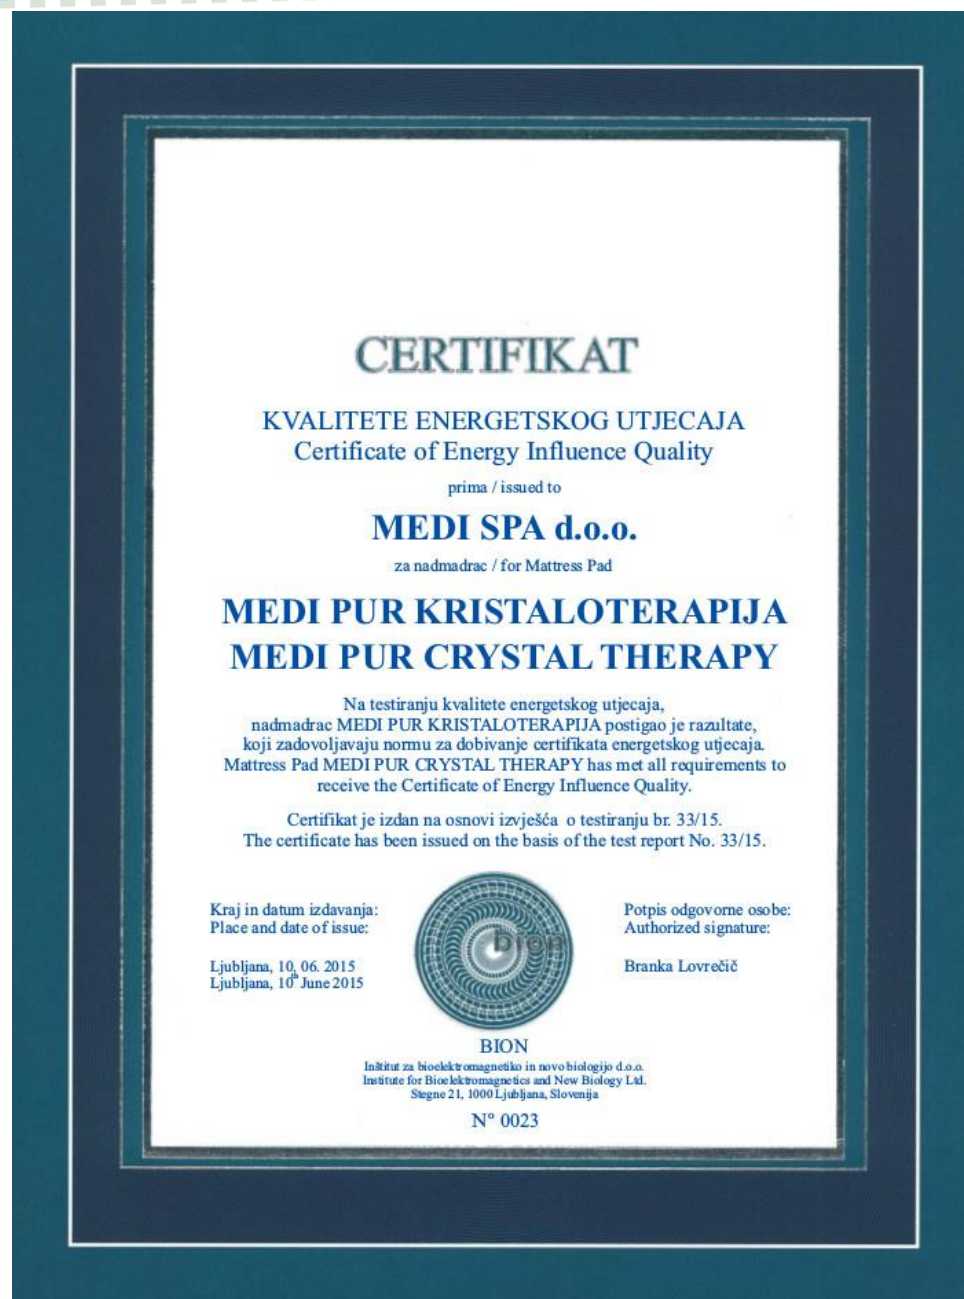 CERTIFIKAT
KVALITETE ENERGETSKOG UTJECAJA
Certificate of Energy Influence Quality
prima / issued to
MEDI SPA d.o.o.
za nadmadrac / for Mattress Pad
MEDI PUR KRISTALOTERAPIJA
MEDI PUR CRYSTAL THERAPY
Na testiranju kvalitete energetskog utjecaja,
nadmadrac MEDI PUR KRISTALOTERAPIJA postigao je razultate,
koji zadovoljavaju normu za dobivanje certifikata energetskog utjecaja.
Mattress Pad MEDI PUR CRYSTAL THERAPY has met all requirements to
receive the Certificate of Energy Influence Quality.
Certifikat je izdan na osnovi izvješća o testiranju br. 33/15.
The certificate has been issued on the basis of the test report No. 33/15.
Kraj in datum izdavanja:
Place and date of issue:
Ljubljana, 10, 06. 2015
Ljubljana, 10th June 2015
bion
Potpis odgovorne osobe:
Authorized signature:
Branka Lovrečič
BION
Inštitut za bioelektromagnetiko in novo biologijo d.o.o.
Institute for Bioelektromagnetics and New Biology Ltd.
Stegne 21, 1000 Ljubljana, Slovenija
N° 0023